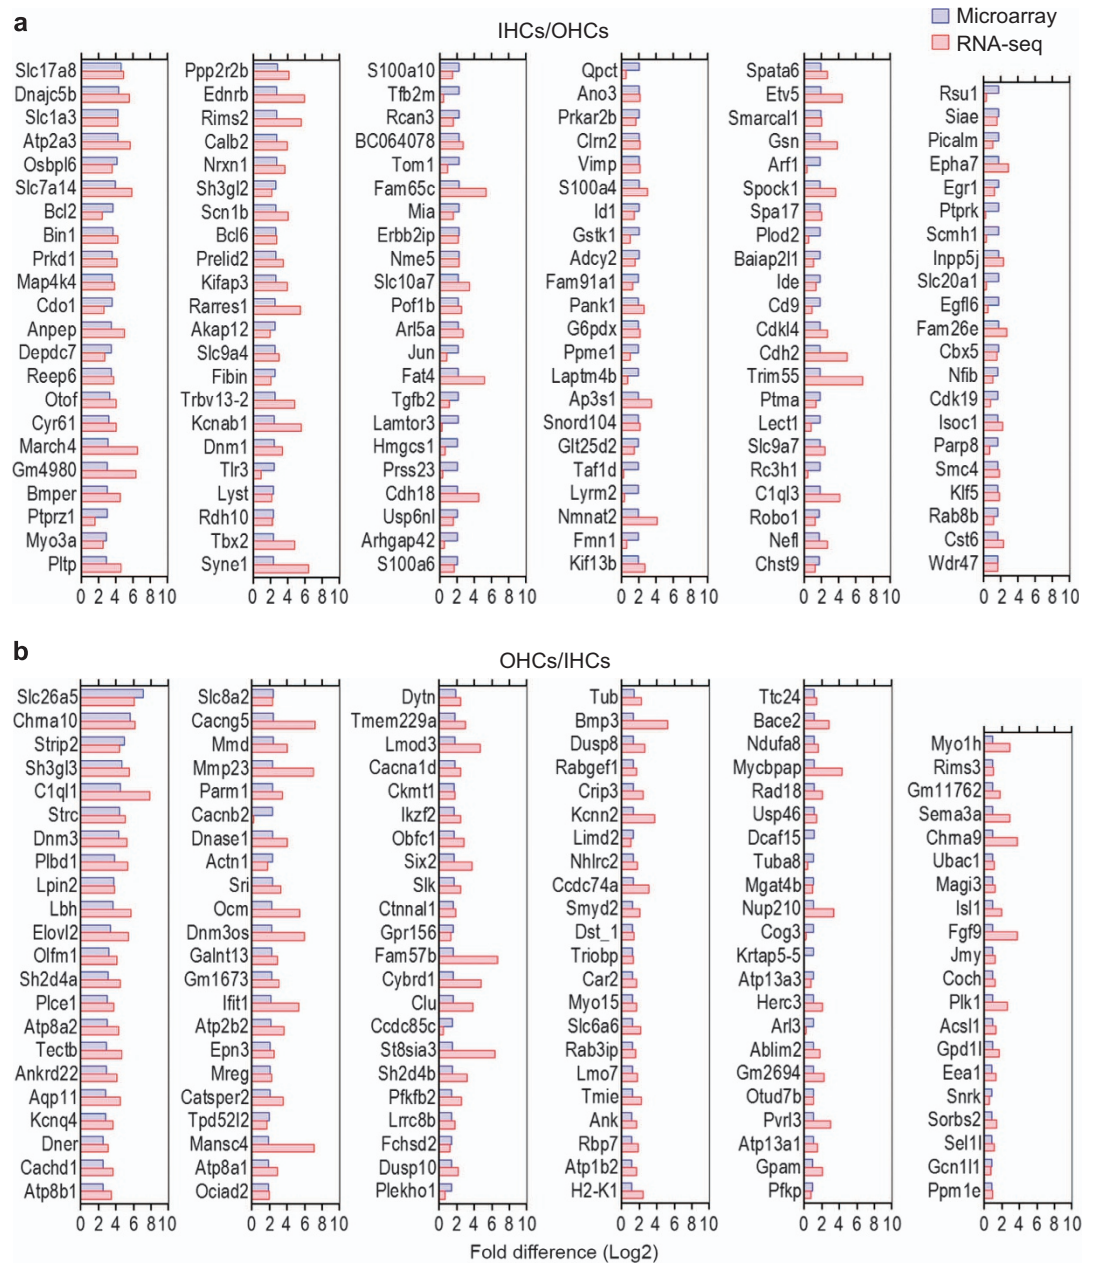 a
IHCs/OHCs
Microarray
RNA-seq
Slc17a8
Dnajc5b
Slc1a3
Atp2a3
Osbpl6
Slc7a14
Bcl2
Bin1
Prkd1
Map4k4
Cdo1
Anpep
Depdc7
Reep6
Otof
Cyr61
March4
Gm4980
Bmper
Ptprz1
Myo3a
Pltp
0 2 4 6 8 10
Ppp2r2b
Ednrb
Rims2
Calb2
Nrxn1
Sh3gl2
Scn1b
Bcl6
Prelid2
Kifap3
Rarres1
Akap12
Slc9a4
Fibin
Trbv13-2
Kcnab1
Dnm1
Tlr3
Lyst
Rdh10
Tbx2
Syne1
0 2 4 6 8 10
S100a10
Tfb2m
Rcan3
BC064078
Tom1
Fam65c
Mia
Erbb2ip
Nme5
Slc10a7
Pof1b
Arl5a
Jun
Fat4
Tgfb2
Lamtor3
Hmgcs1
Prss23
Cdh18
Usp6nl
Arhgap42
S100a6
0 2 4 6 8 10
Qpct
Ano3
Prkar2b
Clrn2
Vimp
S100a4
Id1
Gstk1
Adcy2
Fam91a1
Pank1
G6pdx
Ppme1
Laptm4b
Ap3s1
Snord104
Glt25d2
Taf1d
Lyrm2
Nmnat2
Fmn1
Kif13b
0 2 4 6 8 10
Spata6
Etv5
Smarcal1
Gsn
Arf1
Spock1
Spa17
Plod2
Baiap2l1
Ide
Cd9
Cdkl4
Cdh2
Trim55
Ptma
Lect1
Slc9a7
Rc3h1
C1ql3
Robo1
Nefl
Chst9
0 2 4 6 8 10
Rsu1
Siae
Picalm
Epha7
Egr1
Ptprk
Scmh1
Inpp5j
Slc20a1
Egfl6
Fam26e
Cbx5
Nfib
Cdk19
Isoc1
Parp8
Smc4
Klf5
Rab8b
Cst6
Wdr47
0 2 4 6 8 10
b
OHCs/IHCs
Slc26a5
Chrna10
Strip2
Sh3gl3
C1ql1
Strc
Dnm3
Plbd1
Lpin2
Lbh
Elovl2
Olfm1
Sh2d4a
Plce1
Atp8a2
Tectb
Ankrd22
Aqp11
Kcnq4
Dner
Cachd1
Atp8b1
0 2 4 6 8 10
Slc8a2
Cacng5
Mmd
Mmp23
Parm1
Cacnb2
Dnase1
Actn1
Sri
Ocm
Dnm3os
Galnt13
Gm1673
Ifit1
Atp2b2
Epn3
Mreg
Catsper2
Tpd52l2
Mansc4
Atp8a1
Ociad2
0 2 4 6 8 10
Dytn
Tmem229a
Lmod3
Cacna1d
Ckmt1
Ikzf2
Obfc1
Six2
Slk
Ctnnal1
Gpr156
Fam57b
Cybrd1
Clu
Ccdc85c
St8sia3
Sh2d4b
Pfkfb2
Lrrc8b
Fchsd2
Dusp10
Plekho1
0 2 4 6 8 10
Tub
Bmp3
Dusp8
Rabgef1
Crip3
Kcnn2
Limd2
Nhlrc2
Ccdc74a
Smyd2
Dst_1
Triobp
Car2
Myo15
Slc6a6
Rab3ip
Lmo7
Tmie
Ank
Rbp7
Atp1b2
H2-K1
0 2 4 6 8 10
Ttc24
Bace2
Ndufa8
Mycbpap
Rad18
Usp46
Dcaf15
Tuba8
Mgat4b
Nup210
Cog3
Krtap5-5
Atp13a3
Herc3
Arl3
Ablim2
Gm2694
Otud7b
Pvrl3
Atp13a1
Gpam
Pfkp
0 2 4 6 8 10
Myo1h
Rims3
Gm11762
Sema3a
Chrna9
Ubac1
Magi3
Isl1
Fgf9
Jmy
Coch
Plk1
Acsl1
Gpd1l
Eea1
Snrk
Sorbs2
Sel1l
Gcn1l1
Ppm1e
0 2 4 6 8 10
Fold difference (Log2)